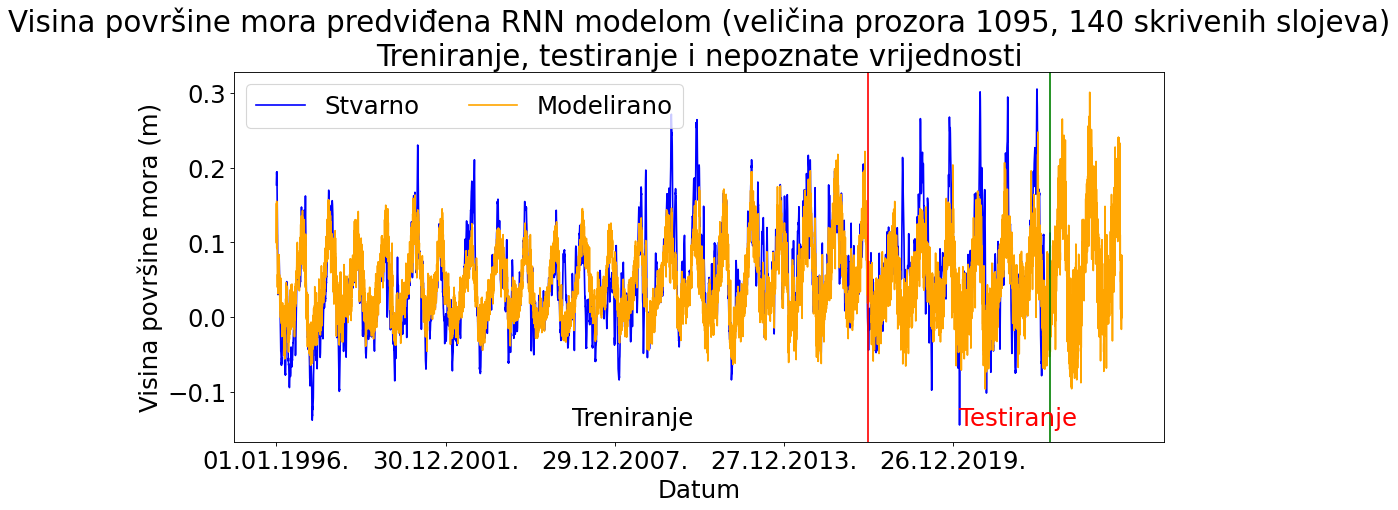 Visina površine mora predviđena RNN modelom (veličina prozora 1095, 140 skrivenih slojeva)
Treniranje, testiranje i nepoznate vrijednosti
Stvarno
Modelirano
Visina površine mora (m)
0.3
0.2
0.1
0.0
−0.1
Treniranje
Testiranje
01.01.1996.
30.12.2001.
29.12.2007.
27.12.2013.
26.12.2019.
Datum